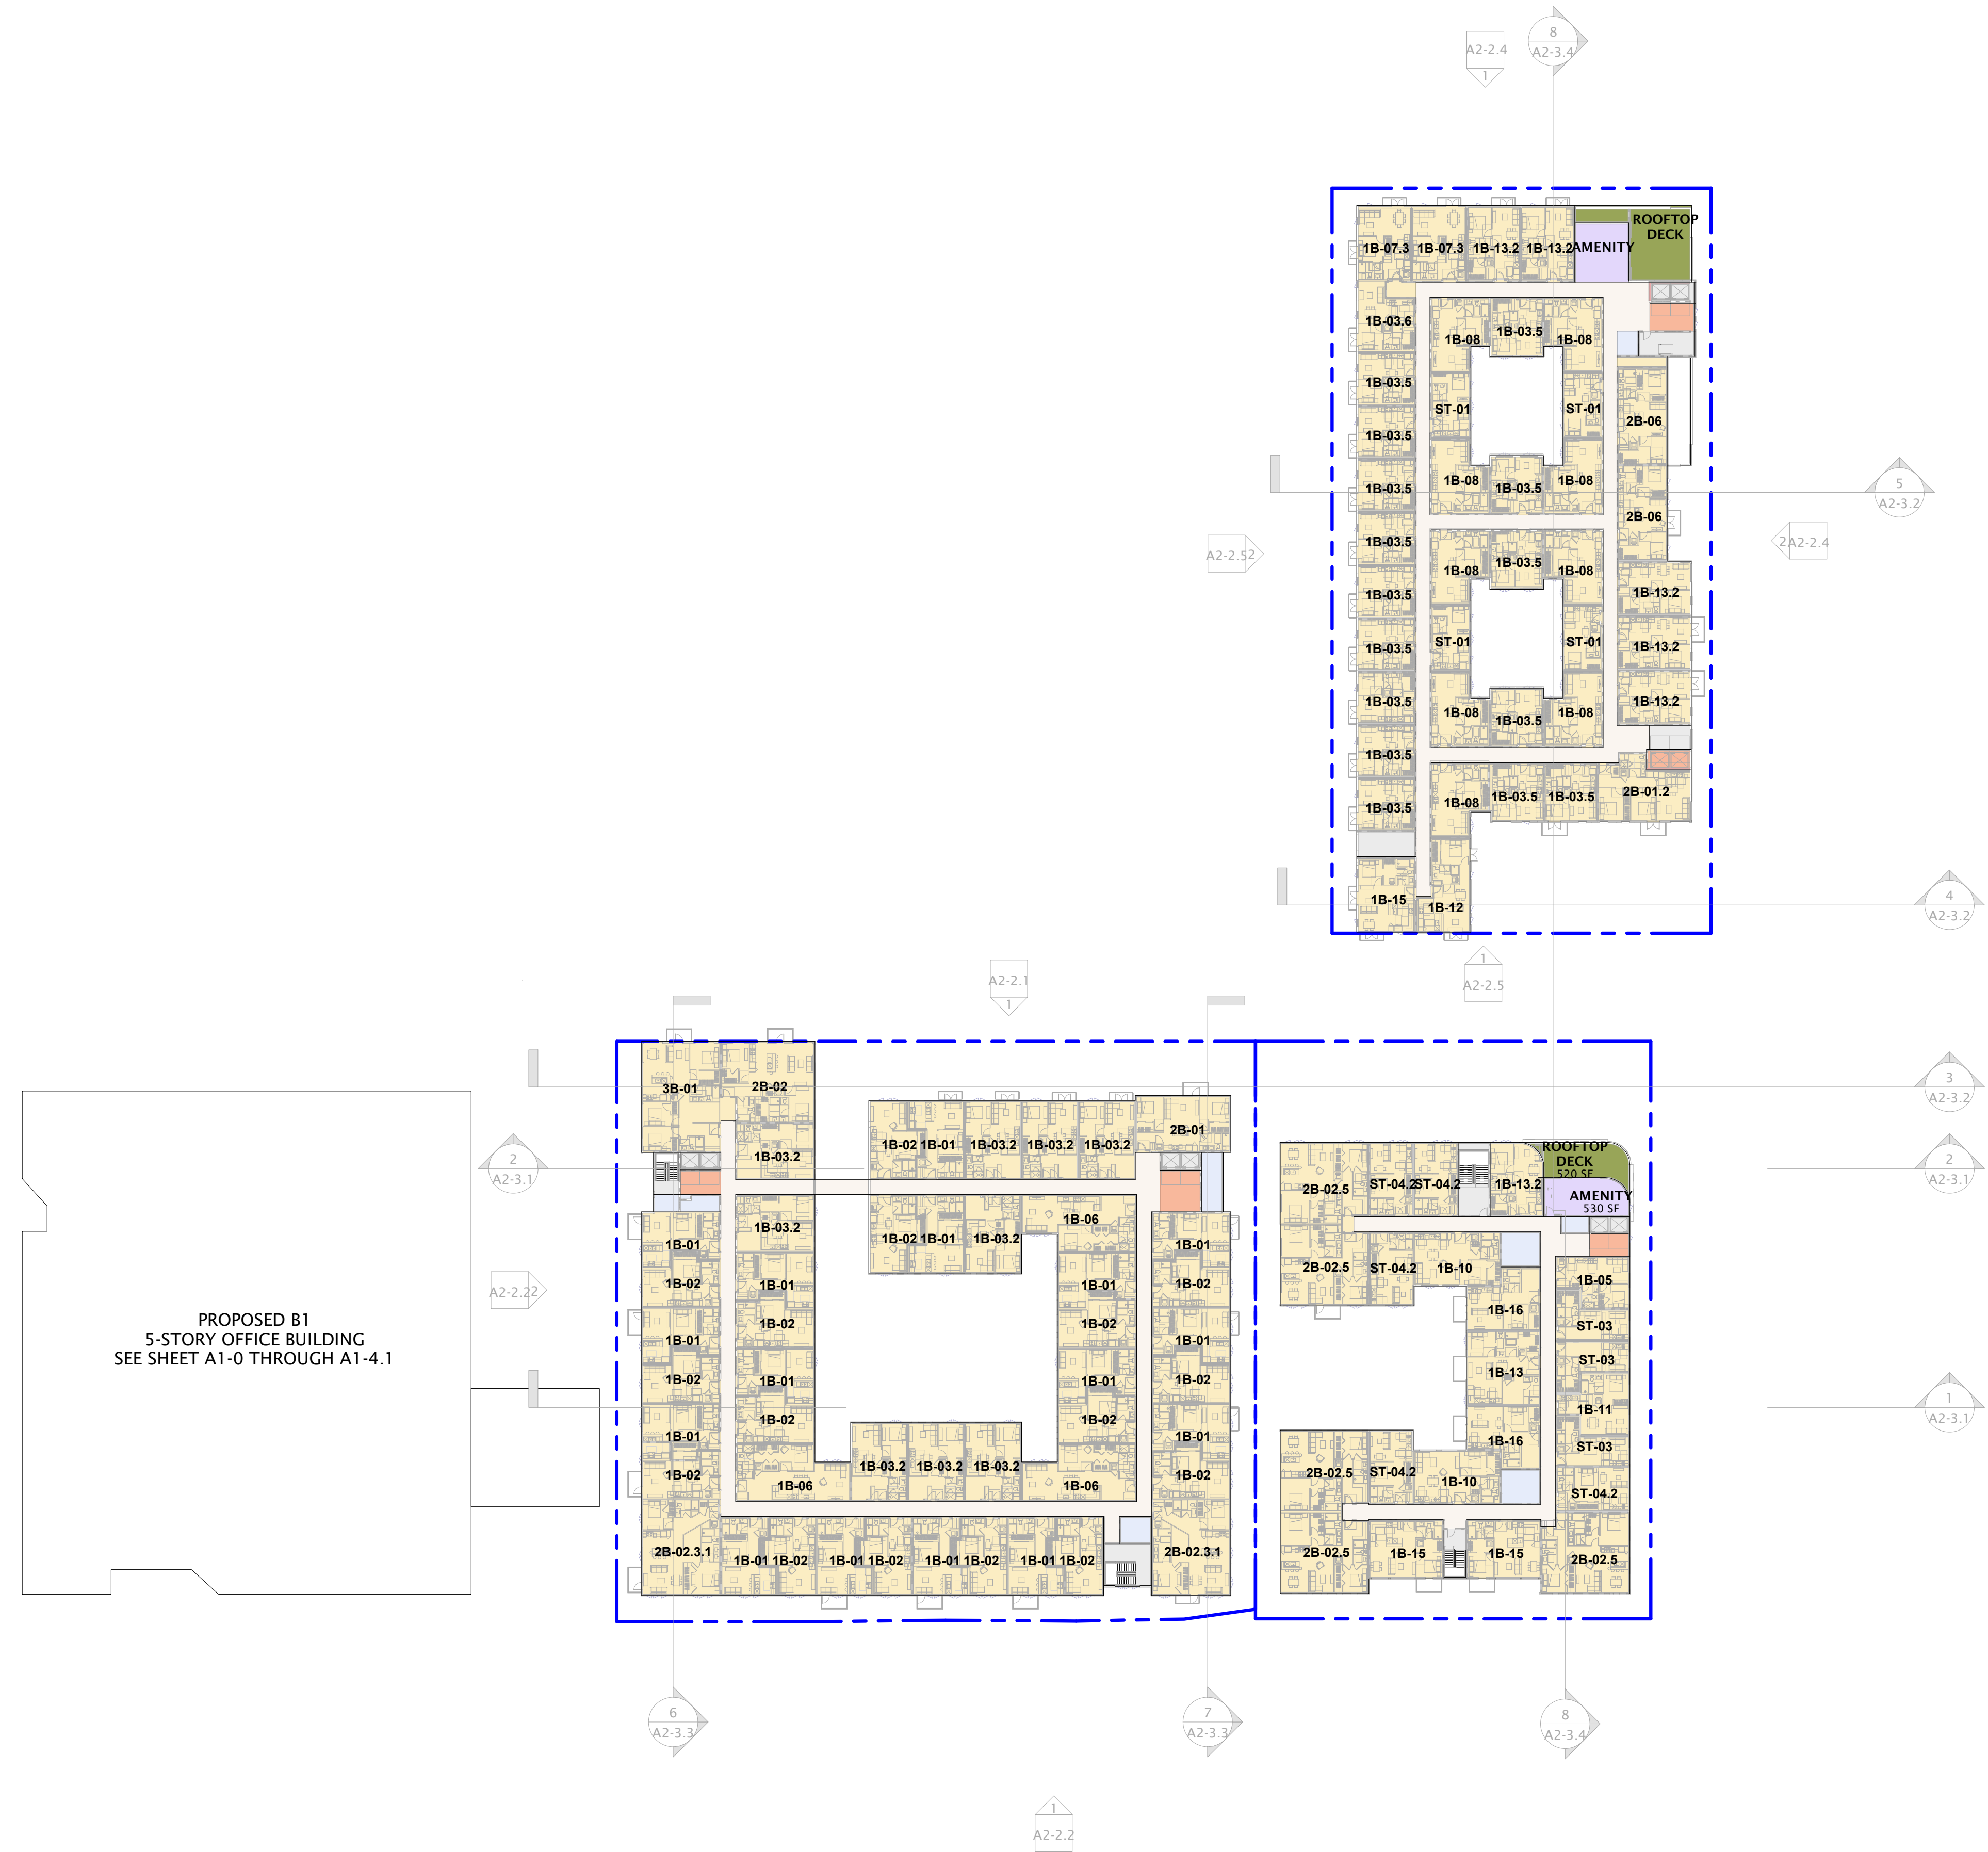 8
A2-3.4
A2-2.4
1
ROOFTOP
DECK
1B-07.3 1B-07.3 1B-13.2 1B-13.2 AMENITY
1B-03.6
1B-08 1B-03.5 1B-08
1B-03.5
ST-01 ST-01
2B-06
1B-03.5
1B-03.5 1B-08 1B-03.5 1B-08
5
A2-3.2
2B-06
1B-03.5
A2-2.5 2
2 A2-2.4
1B-08 1B-03.5 1B-08
1B-03.5 1B-13.2
1B-03.5 ST-01 ST-01 1B-13.2
1B-03.5 1B-08 1B-03.5 1B-08 1B-13.2
1B-03.5
1B-03.5 1B-08 1B-03.5 1B-03.5 2B-01.2
1B-15 1B-12
4
A2-3.2
1
A2-2.5
A2-2.1
1
3
A2-3.2
3B-01 2B-02
2B-01
1B-02 1B-01 1B-03.2 1B-03.2 1B-03.2
1B-03.2
2
A2-3.1
ROOFTOP
DECK
520 SF
2B-02.5 ST-04.2 ST-04.2 1B-13.2
AMENITY
530 SF
2
A2-3.1
1B-03.2 1B-02 1B-01 1B-03.2 1B-06
1B-01 1B-01
2B-02.5 ST-04.2 1B-10
1B-02 1B-01 1B-01 1B-02
1B-05
A2-2.2 2
1B-16
ST-03
PROPOSED B1
5-STORY OFFICE BUILDING
SEE SHEET A1-0 THROUGH A1-4.1
1B-01 1B-02 1B-02 1B-01
1B-13 ST-03
1B-02 1B-01 1B-01 1B-02
1B-11
1B-01 1B-02 1B-02 1B-01
1
A2-3.1
1B-16 ST-03
1B-02 1B-03.2 1B-03.2 1B-03.2 1B-02
1B-06 1B-06
2B-02.5 ST-04.2 1B-10 ST-04.2
2B-02.3.1 1B-01 1B-02 1B-01 1B-02 1B-01 1B-02 1B-01 1B-02 2B-02.3.1
2B-02.5 1B-15 1B-15 2B-02.5
6
A2-3.3
7
A2-3.3
8
A2-3.4
1
A2-2.2